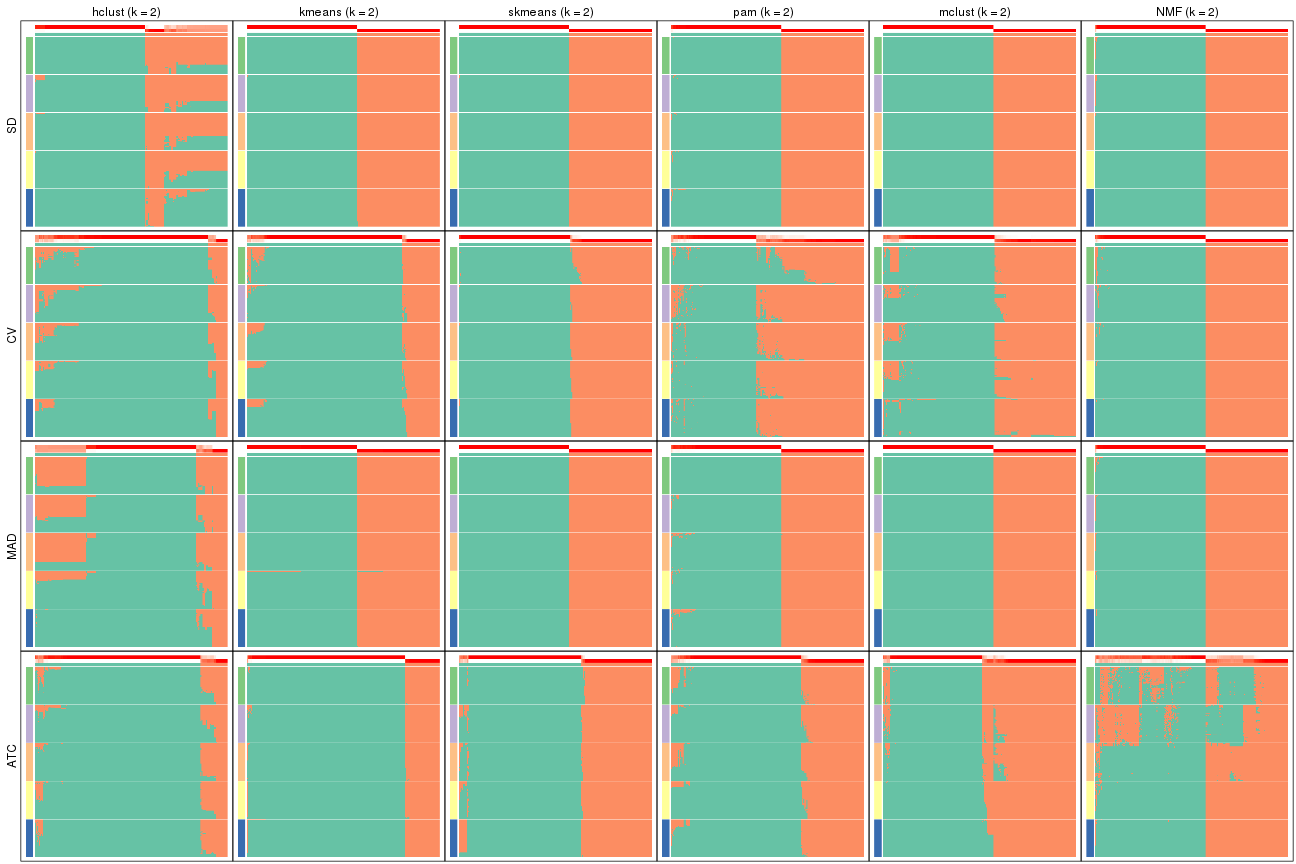 hclust (k = 2) kmeans (k = 2) skmeans (k = 2) pam (k = 2) mclust (k = 2) NMF (k = 2)
SD
CV
MAD
ATC